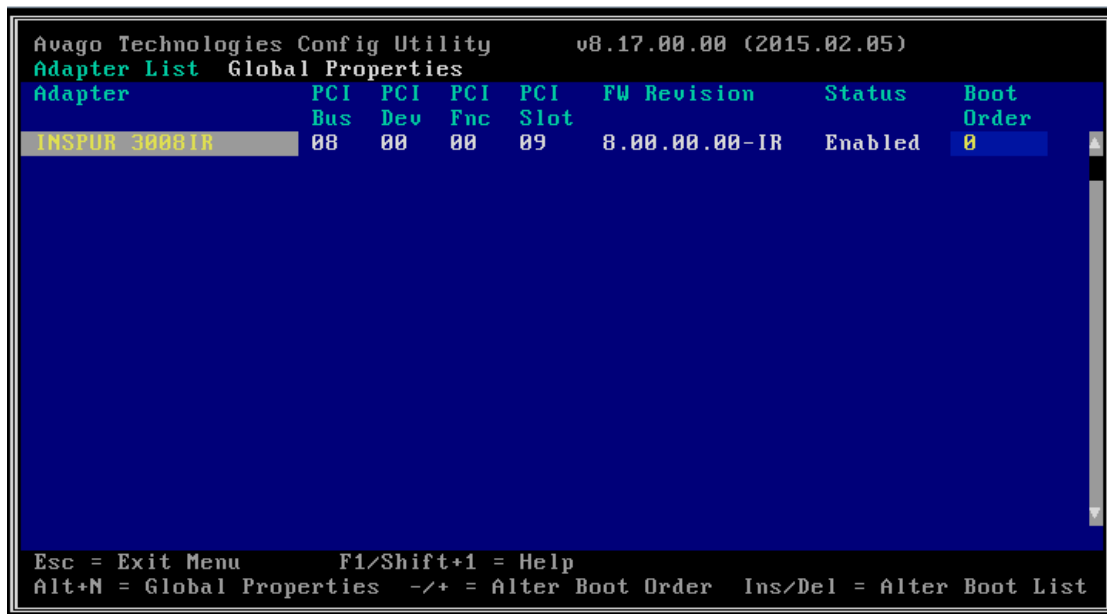 Avago Technologies Config Utility v8.17.00.00 (2015.02.05)
Adapter List Global Properties
Adapter PCI PCI PCI PCI FW Revision Status Boot
Bus Dev Fnc Slot Order
INSPUR 3008IR 08 00 00 09 8.00.00.00-IR Enabled 0
Esc = Exit Menu F1/Shift+1 = Help
Alt+N = Global Properties -/+ = Alter Boot Order Ins/Del = Alter Boot List